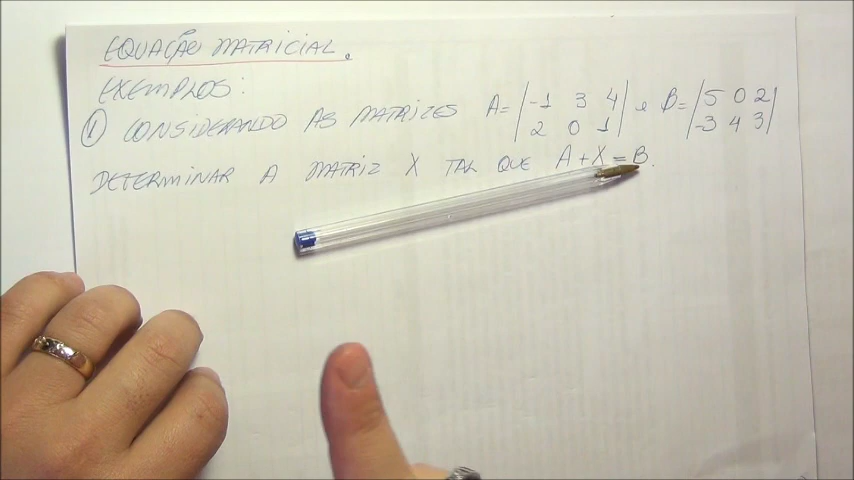 EQUAÇÃO MATRICIAL.
EXEMPLOS:
① CONSIDERANDO AS MATRIZES A = |-1 3 4| e B = |5 0 2|
|2 0 1| |-3 4 3|
DETERMINAR A MATRIZ X TAL QUE A + X = B.